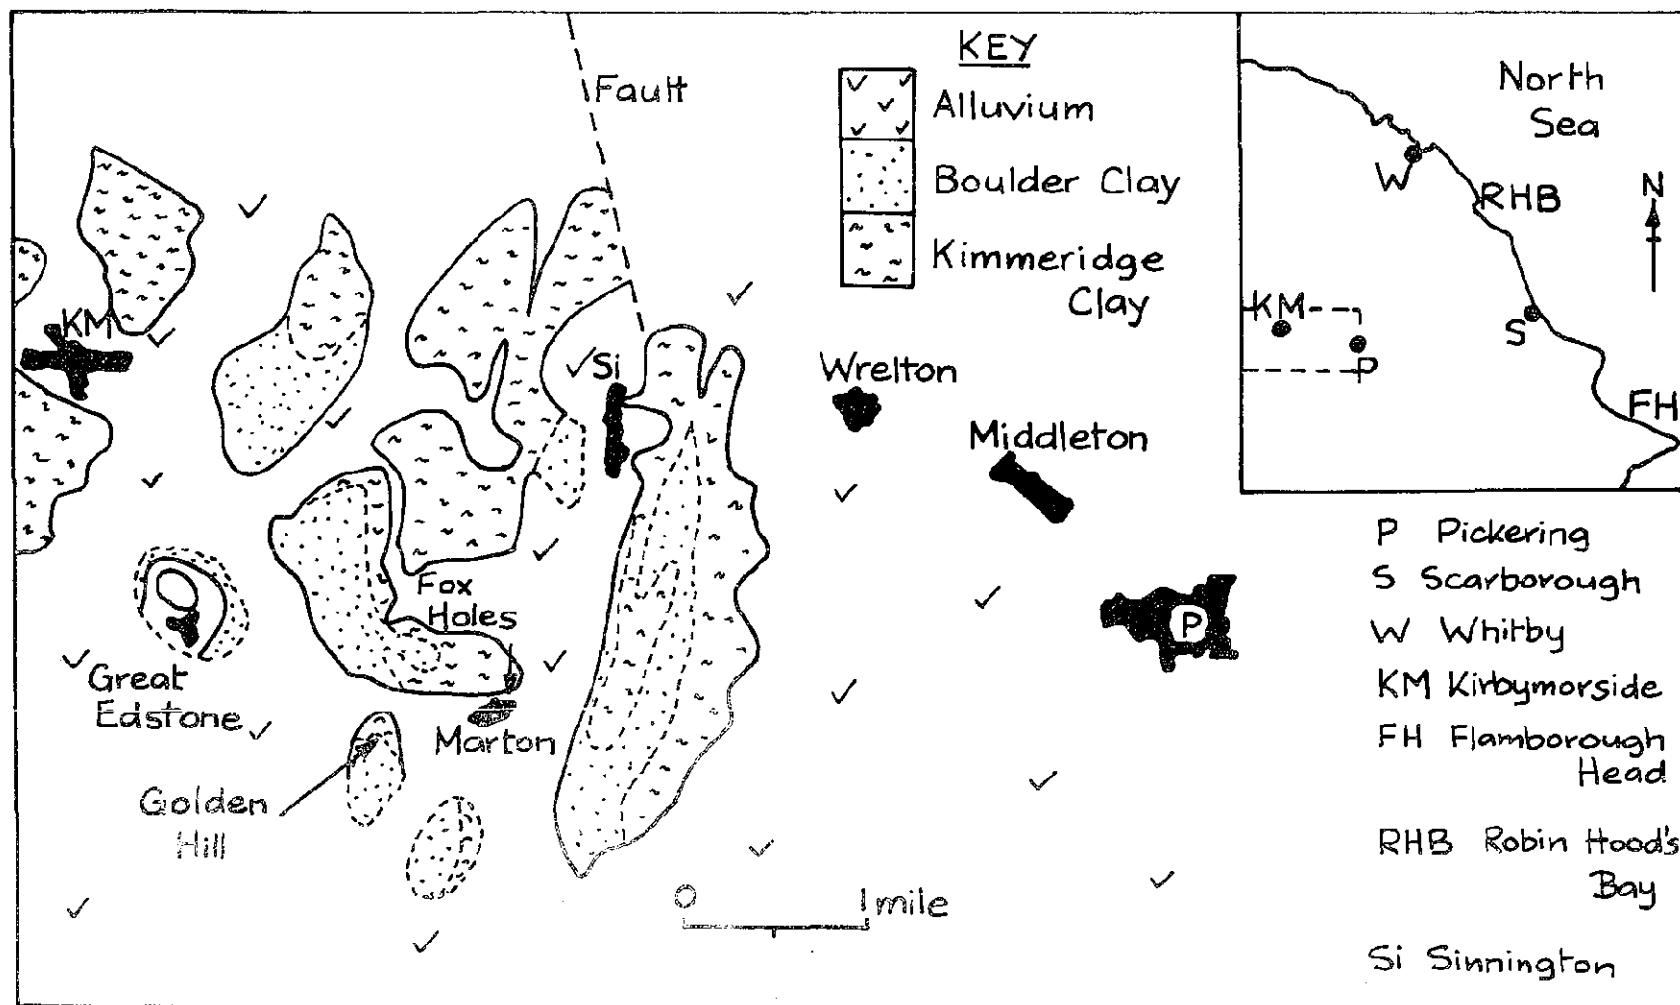 KEY
Alluvium
Boulder Clay
Kimmeridge
Clay
Fault
KM
Si
Wrelton
Middleton
P
Fox
Holes
Great
Edstone
Marton
Golden
Hill
0 1 mile
North
Sea
N
W
RHB
KM
P
S
FH
P Pickering
S Scarborough
W Whitby
KM Kirbymorside
FH Flamborough
Head
RHB Robin Hood's
Bay
Si Sinnington